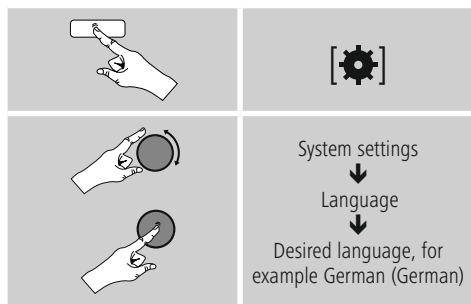 System settings
Language
Desired language, for
example German (German)